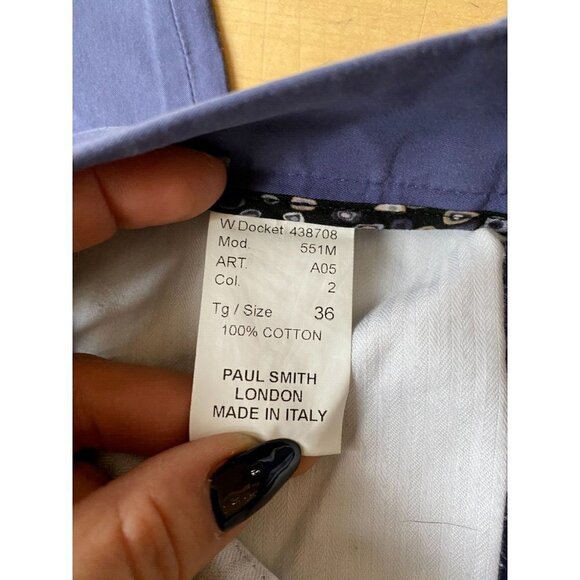 W.Docket 438708
Mod. 551M
ART. A05
Col. 2
Tg / Size 36
100% COTTON
PAUL SMITH
LONDON
MADE IN ITALY